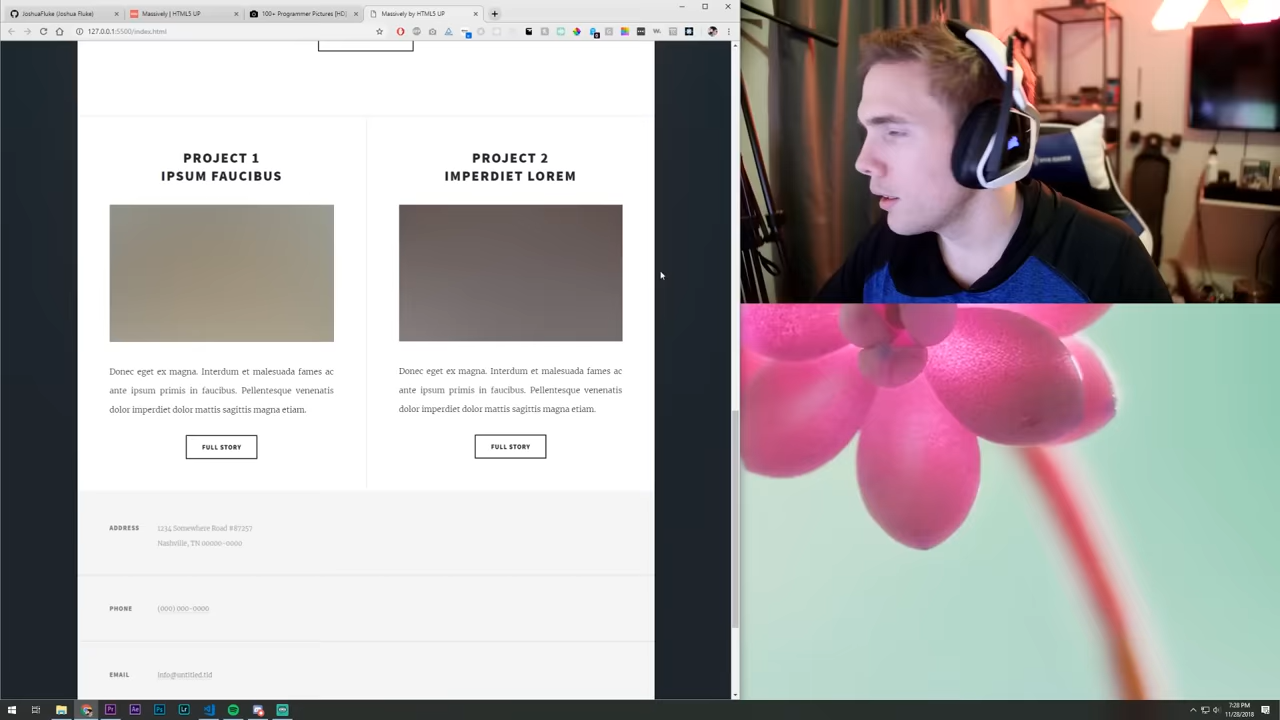 JoshuaFluke (Joshua Fluke)
Massively | HTML5 UP
100+ Programmer Pictures [HD]
Massively by HTML5 UP
127.0.0.1:5500/index.html
PROJECT 1
IPSUM FAUCIBUS
Donec eget ex magna. Interdum et malesuada fames ac
ante ipsum primis in faucibus. Pellentesque venenatis
dolor imperdiet dolor mattis sagittis magna etiam.
FULL STORY
PROJECT 2
IMPERDIET LOREM
Donec eget ex magna. Interdum et malesuada fames ac
ante ipsum primis in faucibus. Pellentesque venenatis
dolor imperdiet dolor mattis sagittis magna etiam.
FULL STORY
ADDRESS
1234 Somewhere Road #87257
Nashville, TN 00000-0000
PHONE
(000) 000-0000
EMAIL
info@untitled.tld
7:28 PM
11/28/2018